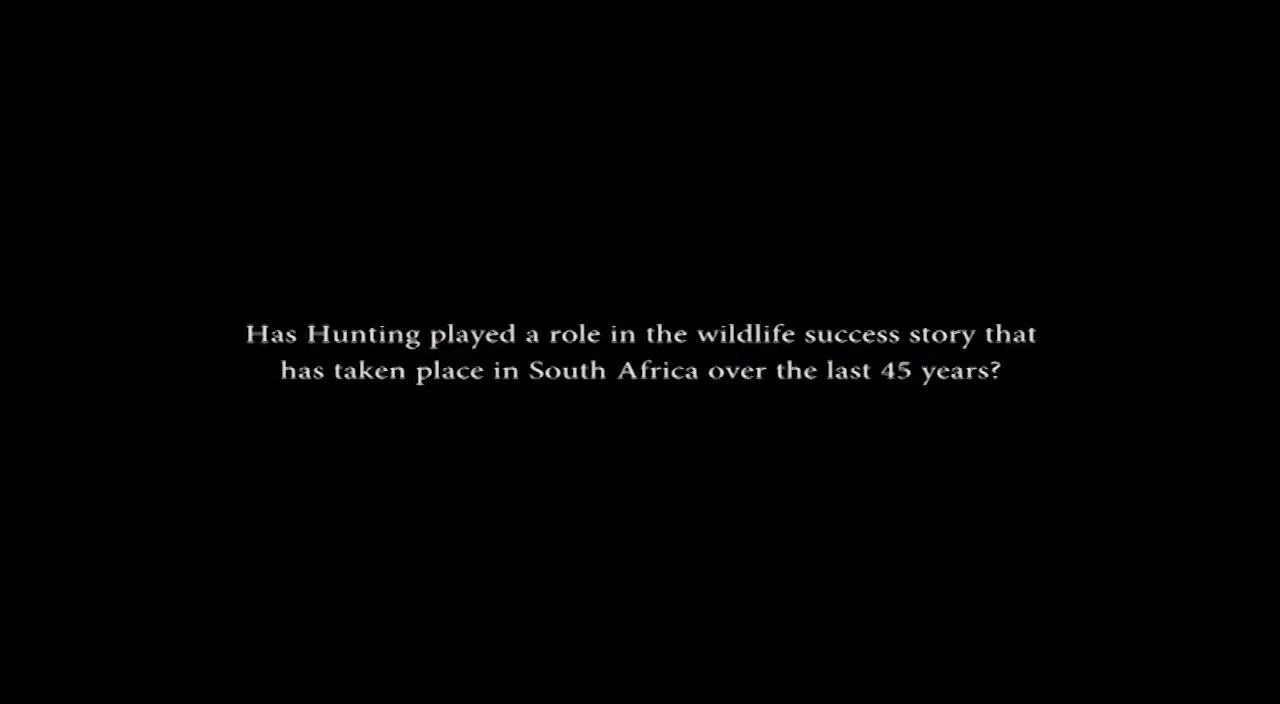 Has Hunting played a role in the wildlife success story that
has taken place in South Africa over the last 45 years?